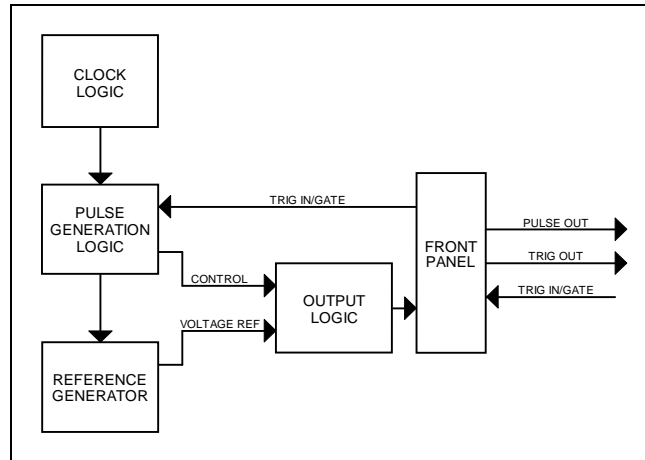 CLOCK
LOGIC
PULSE
GENERATION
LOGIC
TRIG IN/GATE
FRONT
PANEL
PULSE OUT
TRIG OUT
TRIG IN/GATE
CONTROL
OUTPUT
LOGIC
VOLTAGE REF
REFERENCE
GENERATOR